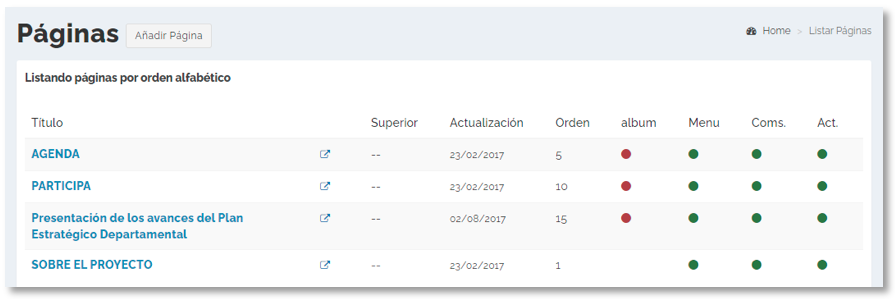 Páginas Añadir Página Home > Listar Páginas
Listando páginas por orden alfabético
Título Superior Actualización Orden album Menu Coms. Act.
AGENDA -- 23/02/2017 5
PARTICIPA -- 23/02/2017 10
Presentación de los avances del Plan -- 02/08/2017 15
Estratégico Departamental
SOBRE EL PROYECTO -- 23/02/2017 1